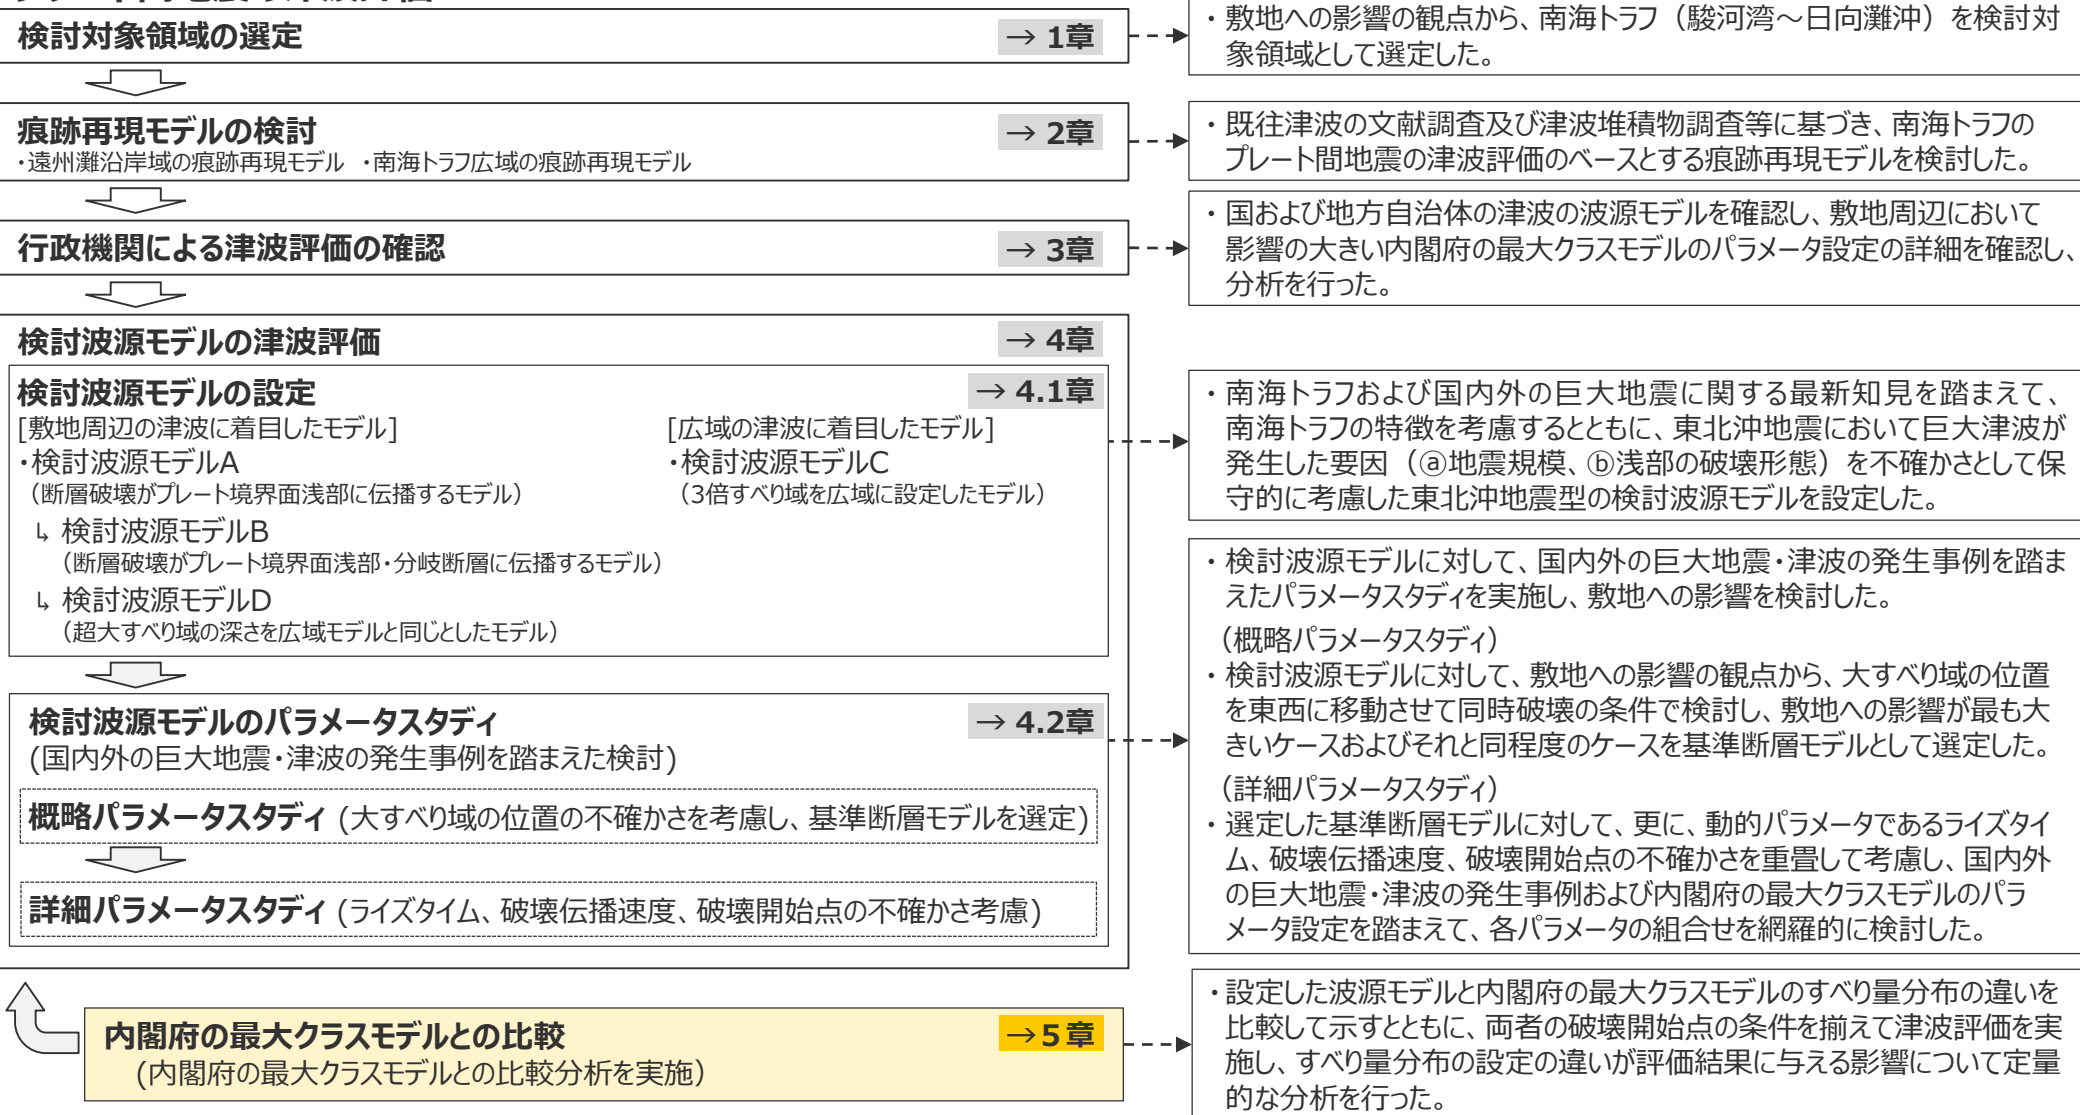 検討対象領域の選定
→ 1章
・敷地への影響の観点から、南海トラフ（駿河湾～日向灘沖）を検討対
象領域として選定した。
痕跡再現モデルの検討
→ 2章
・遠州灘沿岸域の痕跡再現モデル ・南海トラフ広域の痕跡再現モデル
・既往津波の文献調査及び津波堆積物調査等に基づき、南海トラフの
プレート間地震の津波評価のベースとする痕跡再現モデルを検討した。
行政機関による津波評価の確認
→ 3章
・国および地方自治体の津波の波源モデルを確認し、敷地周辺において
影響の大きい内閣府の最大クラスモデルのパラメータ設定の詳細を確認し、
分析を行った。
検討波源モデルの津波評価
→ 4章
検討波源モデルの設定
→ 4.1章
[敷地周辺の津波に着目したモデル]
・検討波源モデルA
（断層破壊がプレート境界面浅部に伝播するモデル）
↳ 検討波源モデルB
（断層破壊がプレート境界面浅部・分岐断層に伝播するモデル）
↳ 検討波源モデルD
（超大すべり域の深さを広域モデルと同じとしたモデル）
[広域の津波に着目したモデル]
・検討波源モデルC
（3倍すべり域を広域に設定したモデル）
・南海トラフおよび国内外の巨大地震に関する最新知見を踏まえて、
南海トラフの特徴を考慮するとともに、東北沖地震において巨大津波が
発生した要因（ⓐ地震規模、ⓑ浅部の破壊形態）を不確かさとして保
守的に考慮した東北沖地震型の検討波源モデルを設定した。
検討波源モデルのパラメータスタディ
→ 4.2章
(国内外の巨大地震・津波の発生事例を踏まえた検討)
概略パラメータスタディ (大すべり域の位置の不確かさを考慮し、基準断層モデルを選定)
詳細パラメータスタディ (ライズタイム、破壊伝播速度、破壊開始点の不確かさ考慮)
・検討波源モデルに対して、国内外の巨大地震・津波の発生事例を踏ま
えたパラメータスタディを実施し、敷地への影響を検討した。
（概略パラメータスタディ）
・検討波源モデルに対して、敷地への影響の観点から、大すべり域の位置
を東西に移動させて同時破壊の条件で検討し、敷地への影響が最も大
きいケースおよびそれと同程度のケースを基準断層モデルとして選定した。
（詳細パラメータスタディ）
・選定した基準断層モデルに対して、更に、動的パラメータであるライズタイ
ム、破壊伝播速度、破壊開始点の不確かさを重畳して考慮し、国内外
の巨大地震・津波の発生事例および内閣府の最大クラスモデルのパラ
メータ設定を踏まえて、各パラメータの組合せを網羅的に検討した。
内閣府の最大クラスモデルとの比較
→5章
(内閣府の最大クラスモデルとの比較分析を実施)
・設定した波源モデルと内閣府の最大クラスモデルのすべり量分布の違いを
比較して示すとともに、両者の破壊開始点の条件を揃えて津波評価を実
施し、すべり量分布の設定の違いが評価結果に与える影響について定量
的な分析を行った。